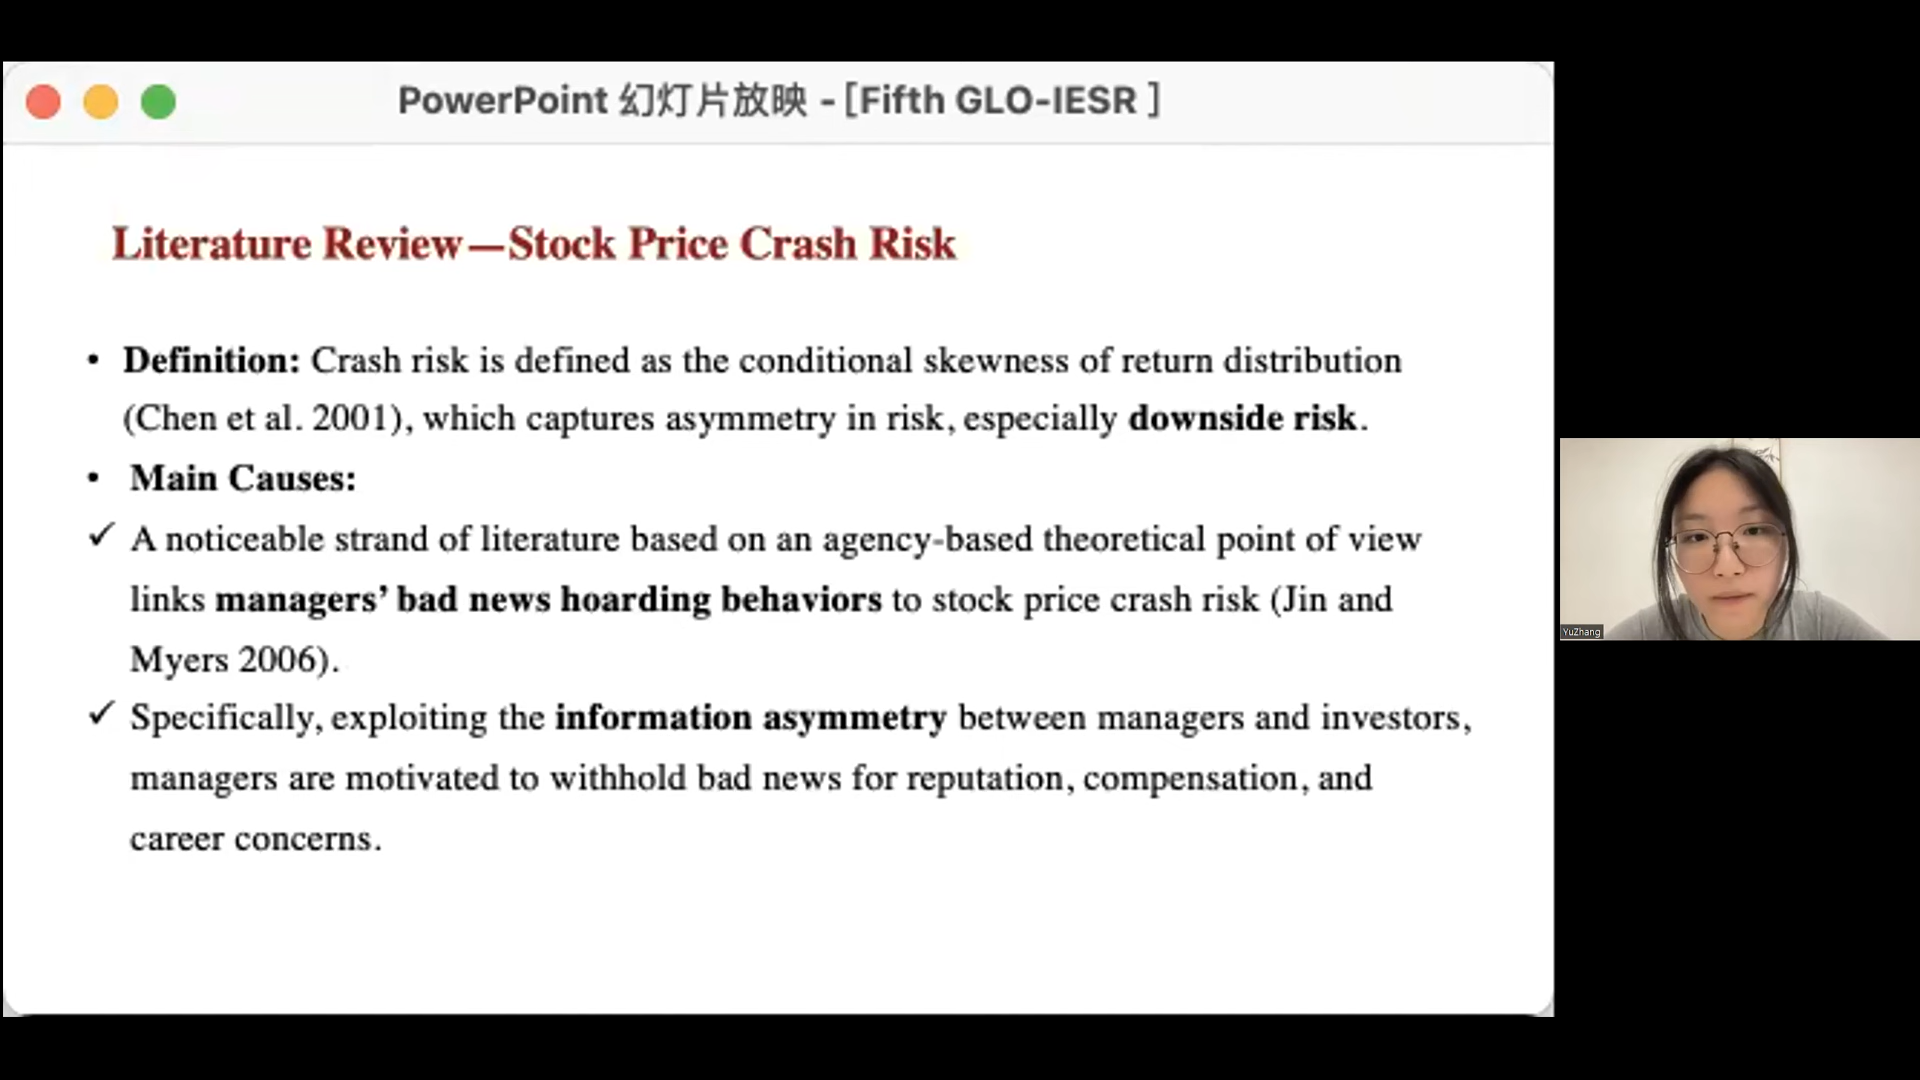 PowerPoint 幻灯片放映 - [Fifth GLO-IESR ]
Literature Review—Stock Price Crash Risk
• Definition: Crash risk is defined as the conditional skewness of return distribution
(Chen et al. 2001), which captures asymmetry in risk, especially downside risk.
• Main Causes:
✓ A noticeable strand of literature based on an agency-based theoretical point of view
links managers’ bad news hoarding behaviors to stock price crash risk (Jin and
Myers 2006).
✓ Specifically, exploiting the information asymmetry between managers and investors,
managers are motivated to withhold bad news for reputation, compensation, and
career concerns.
YuZhang